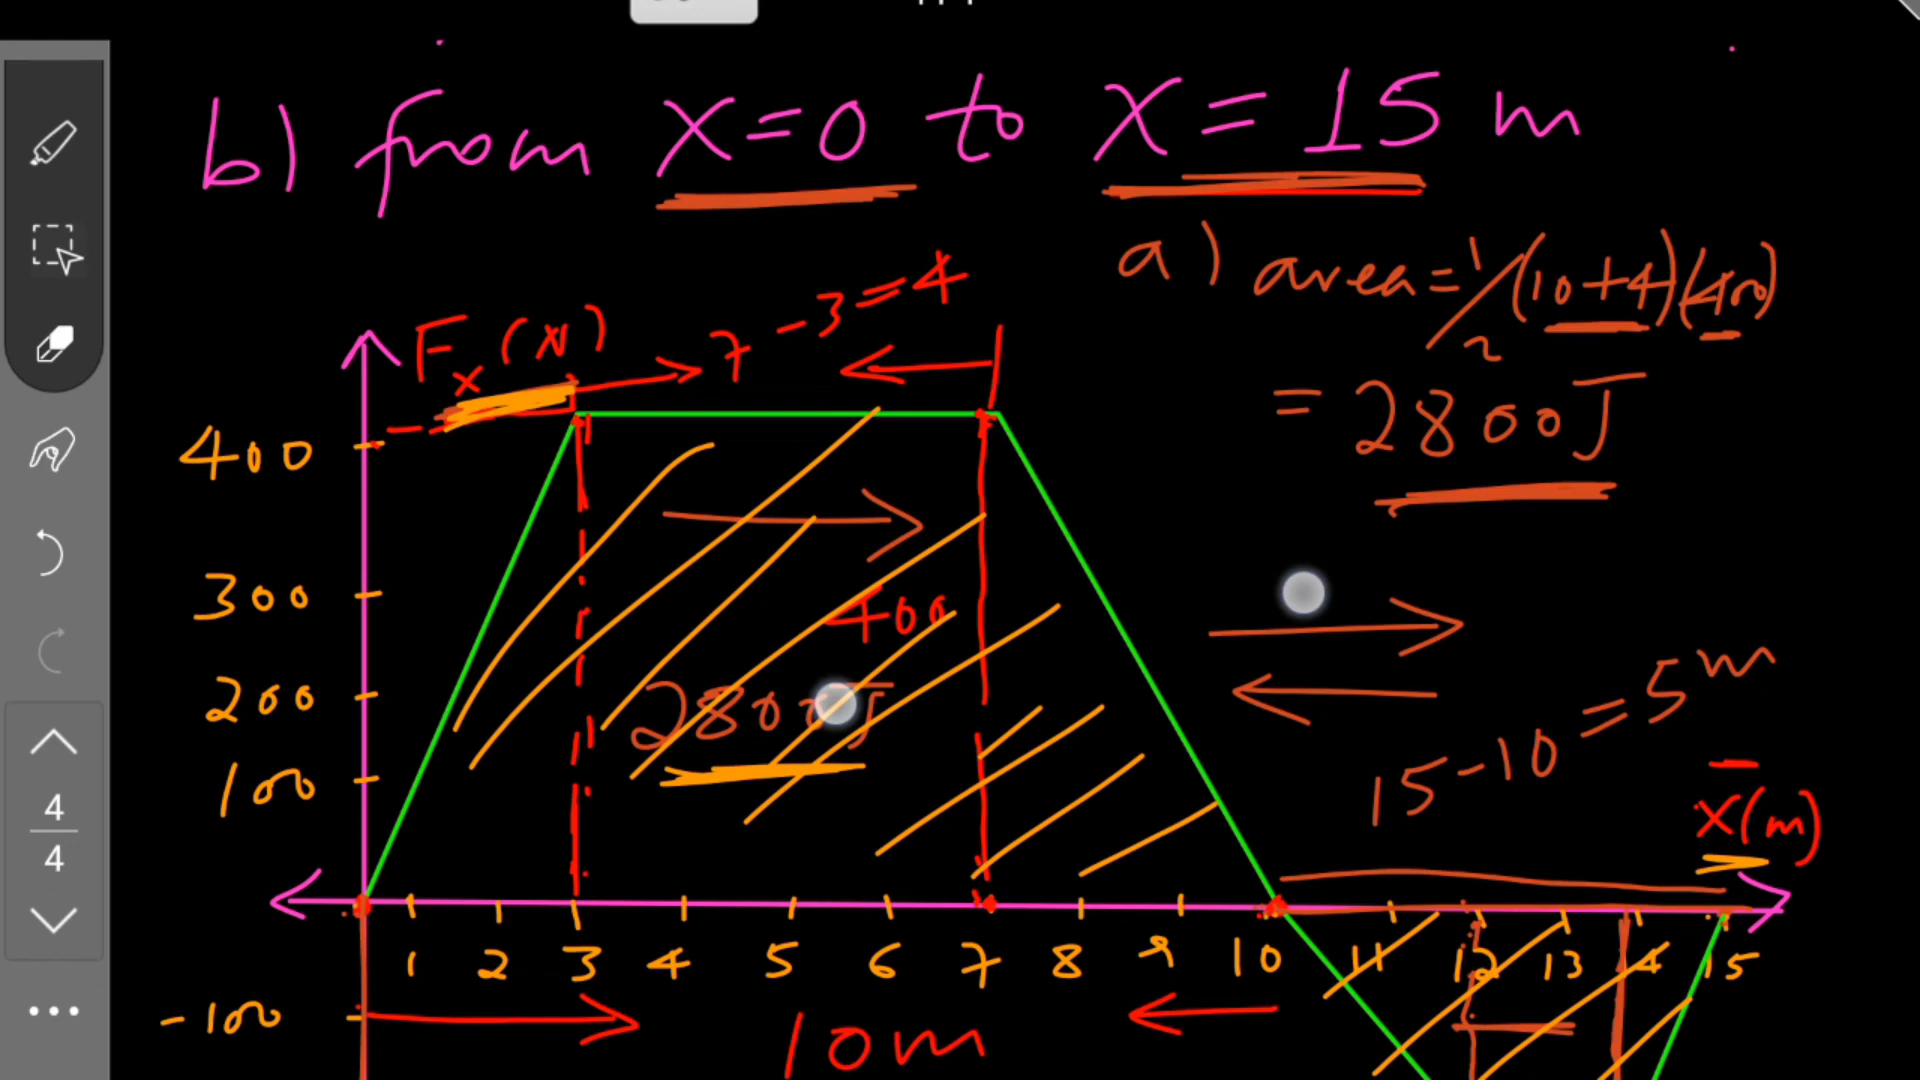 b) from x=0 to x=15 m
a) area=1/2(10+4)(400)
=2800J
7-3=4
Fx(N)
400
300
400
200
2800J
100
15-10=5m
x(m)
1 2 3 4 5 6 7 8 9 10 11 12 13 14 15
-100
10m
4
4